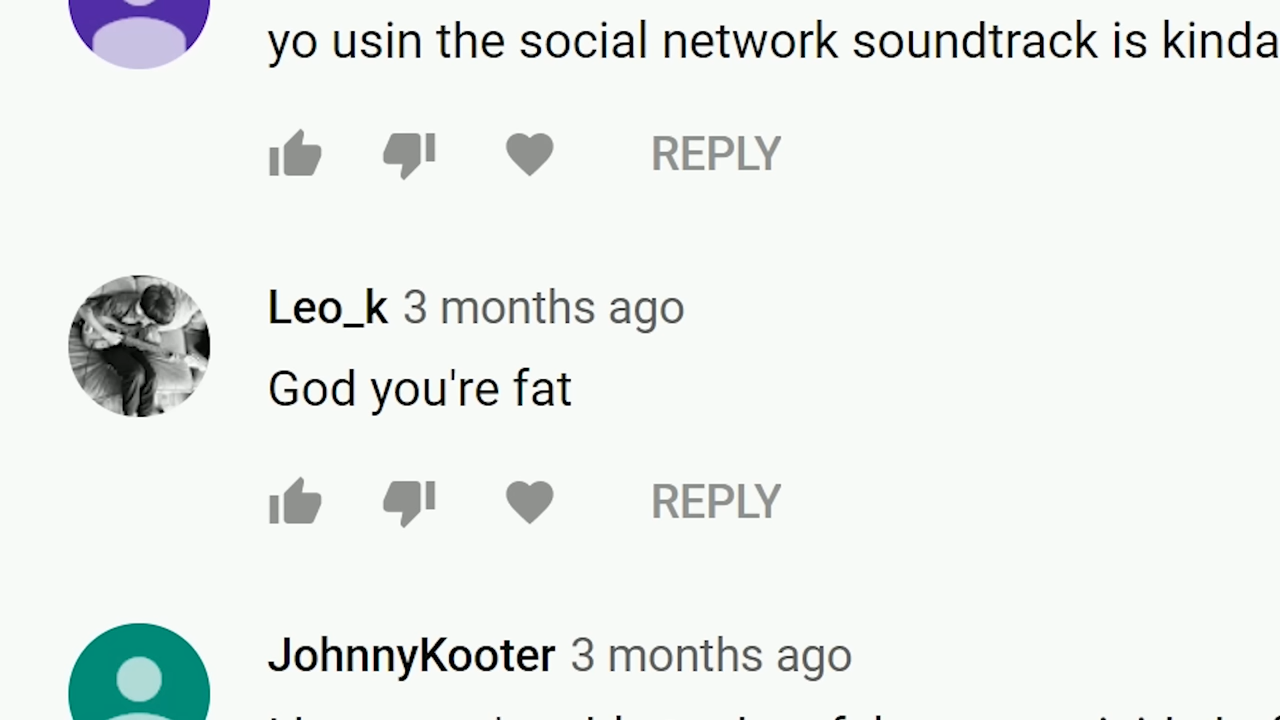 yo usin the social network soundtrack is kinda
REPLY
Leo_k 3 months ago
God you're fat
REPLY
JohnnyKooter 3 months ago